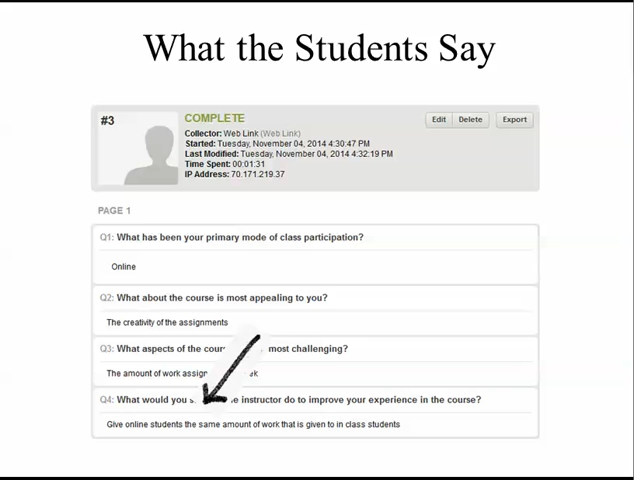 What the Students Say
#3
COMPLETE
Edit Delete Export
Collector: Web Link (Web Link)
Started: Tuesday, November 04, 2014 4:30:47 PM
Last Modified: Tuesday, November 04, 2014 4:32:19 PM
Time Spent: 00:01:31
IP Address: 70.171.219.37
PAGE 1
Q1: What has been your primary mode of class participation?
Online
Q2: What about the course is most appealing to you?
The creativity of the assignments
Q3: What aspects of the most challenging?
The amount of work
Q4: What would you instructor do to improve your experience in the course?
Give online students the same amount of work that is given to in class students